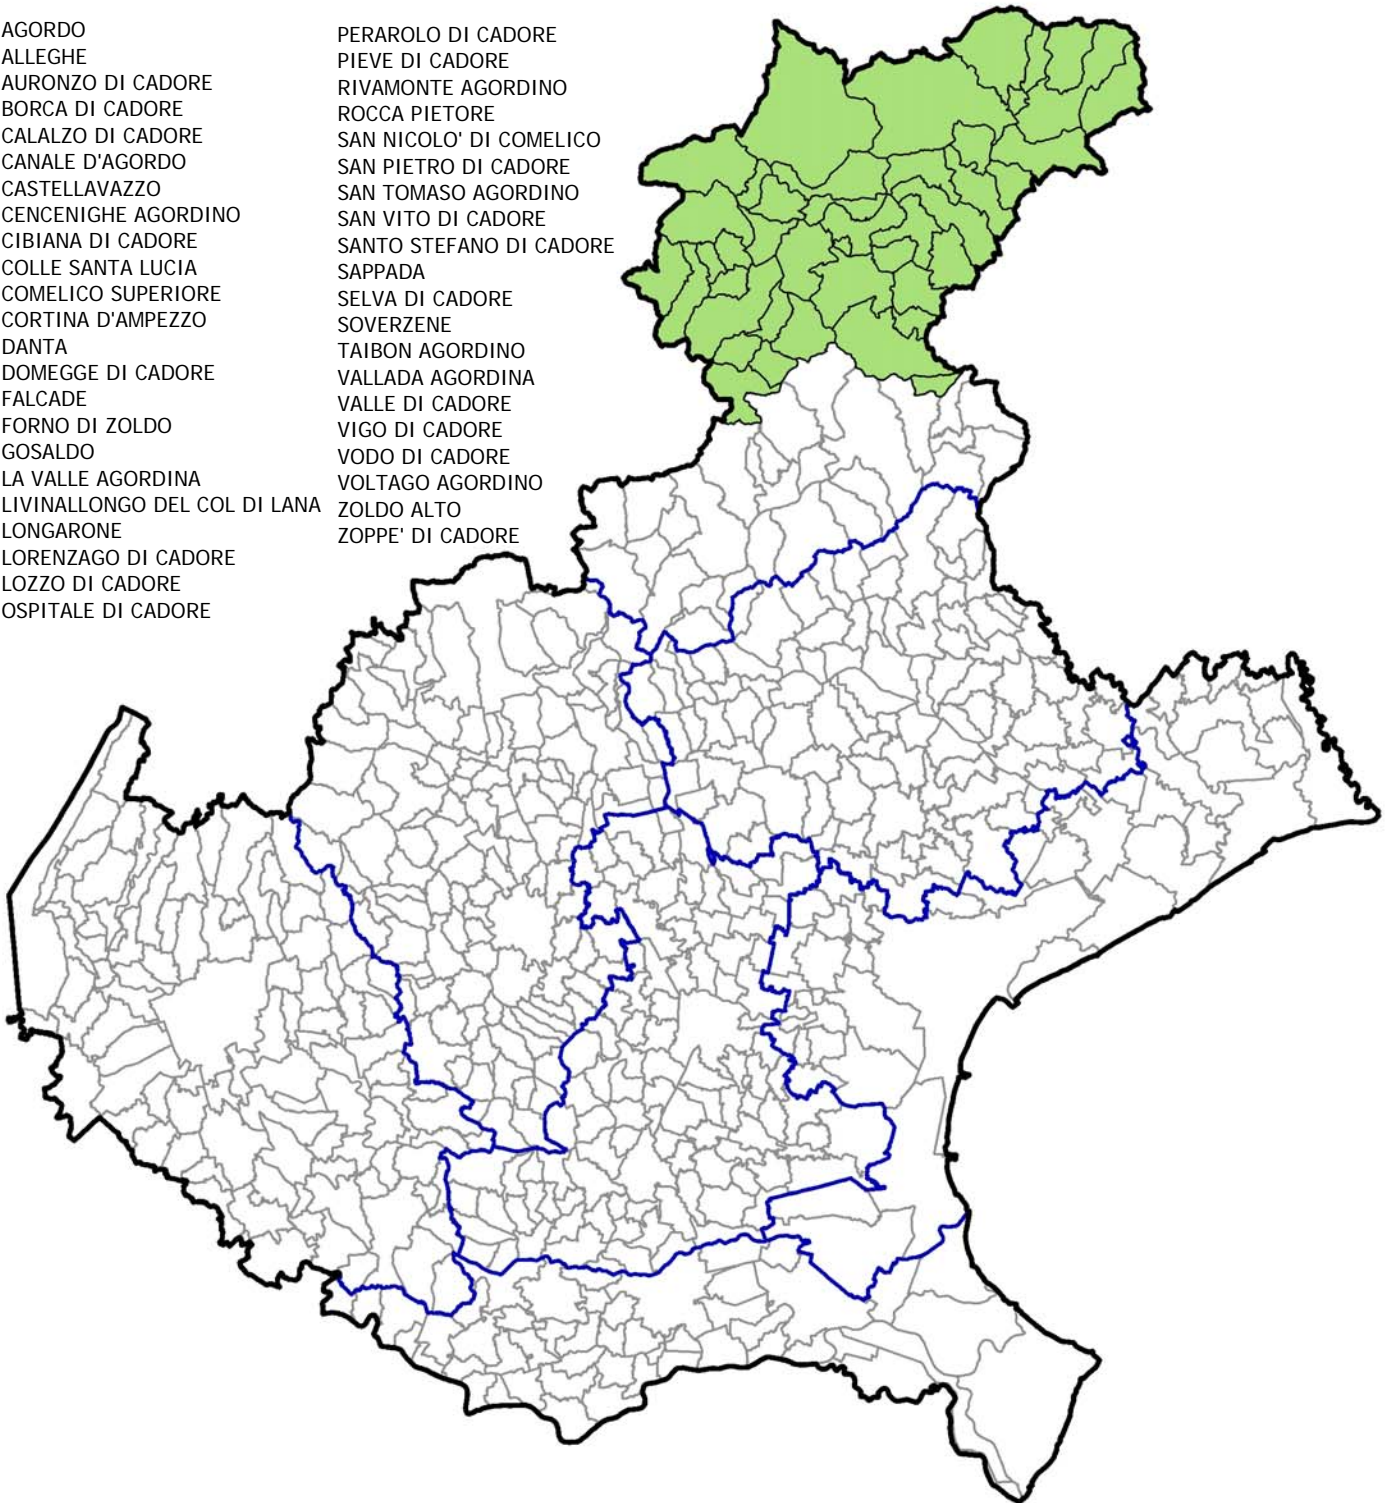 AGORDO
ALLEGHE
AURONZO DI CADORE
BORCA DI CADORE
CALALZO DI CADORE
CANALE D'AGORDO
CASTELLAVAZZO
CENCENIGHE AGORDINO
CIBIANA DI CADORE
COLLE SANTA LUCIA
COMELICO SUPERIORE
CORTINA D'AMPEZZO
DANTA
DOMEGGE DI CADORE
FALCADE
FORNO DI ZOLDO
GOSALDO
LA VALLE AGORDINA
LIVINALLONGO DEL COL DI LANA
LONGARONE
LORENZAGO DI CADORE
LOZZO DI CADORE
OSPITALE DI CADORE
PERAROLO DI CADORE
PIEVE DI CADORE
RIVAMONTE AGORDINO
ROCCA PIETORE
SAN NICOLO' DI COMELICO
SAN PIETRO DI CADORE
SAN TOMASO AGORDINO
SAN VITO DI CADORE
SANTO STEFANO DI CADORE
SAPPADA
SELVA DI CADORE
SOVERZENE
TAIBON AGORDINO
VALLADA AGORDINA
VALLE DI CADORE
VIGO DI CADORE
VODO DI CADORE
VOLTAGO AGORDINO
ZOLDO ALTO
ZOPPE' DI CADORE